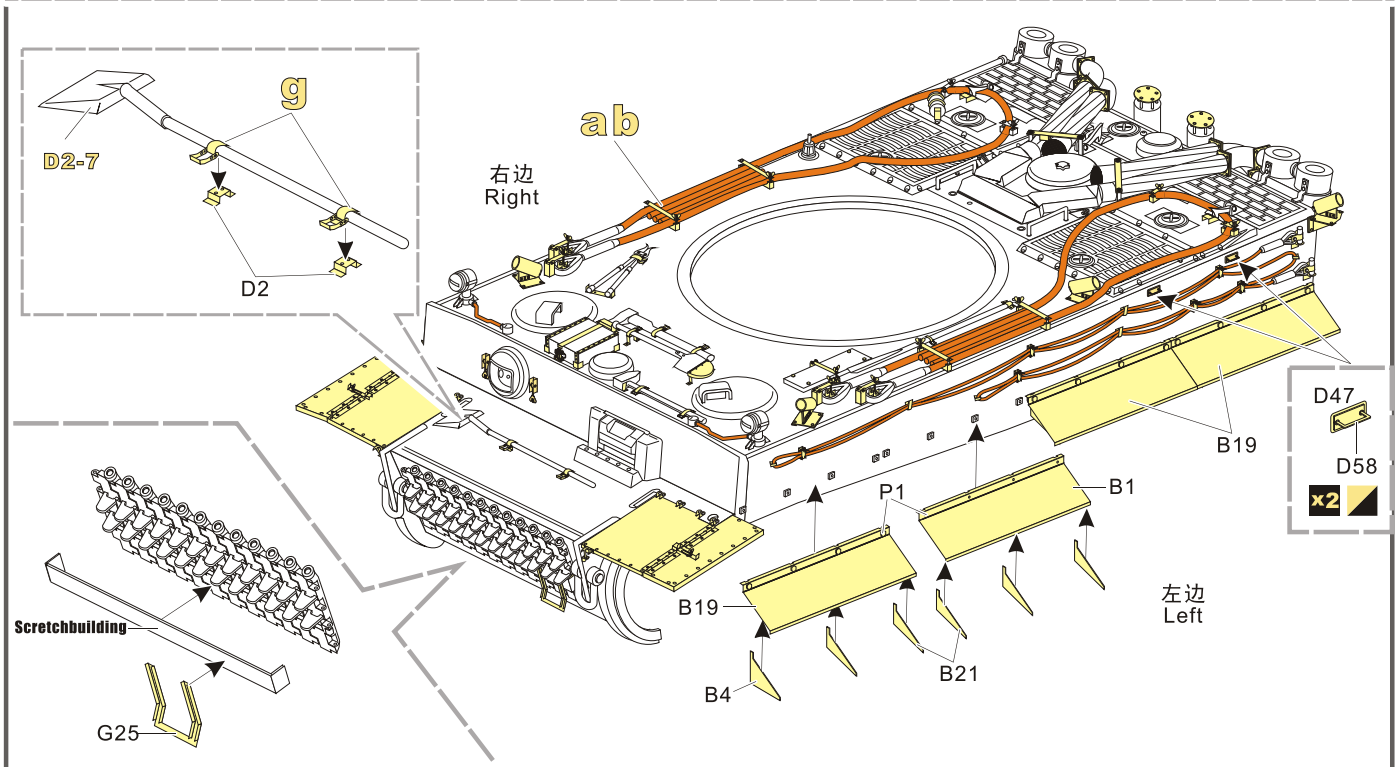 g
D2-7
D2
ab
右边
Right
D47
D58
x2
B19
B1
P1
B19
B21
B4
左边
Left
Scretchbuilding
G25